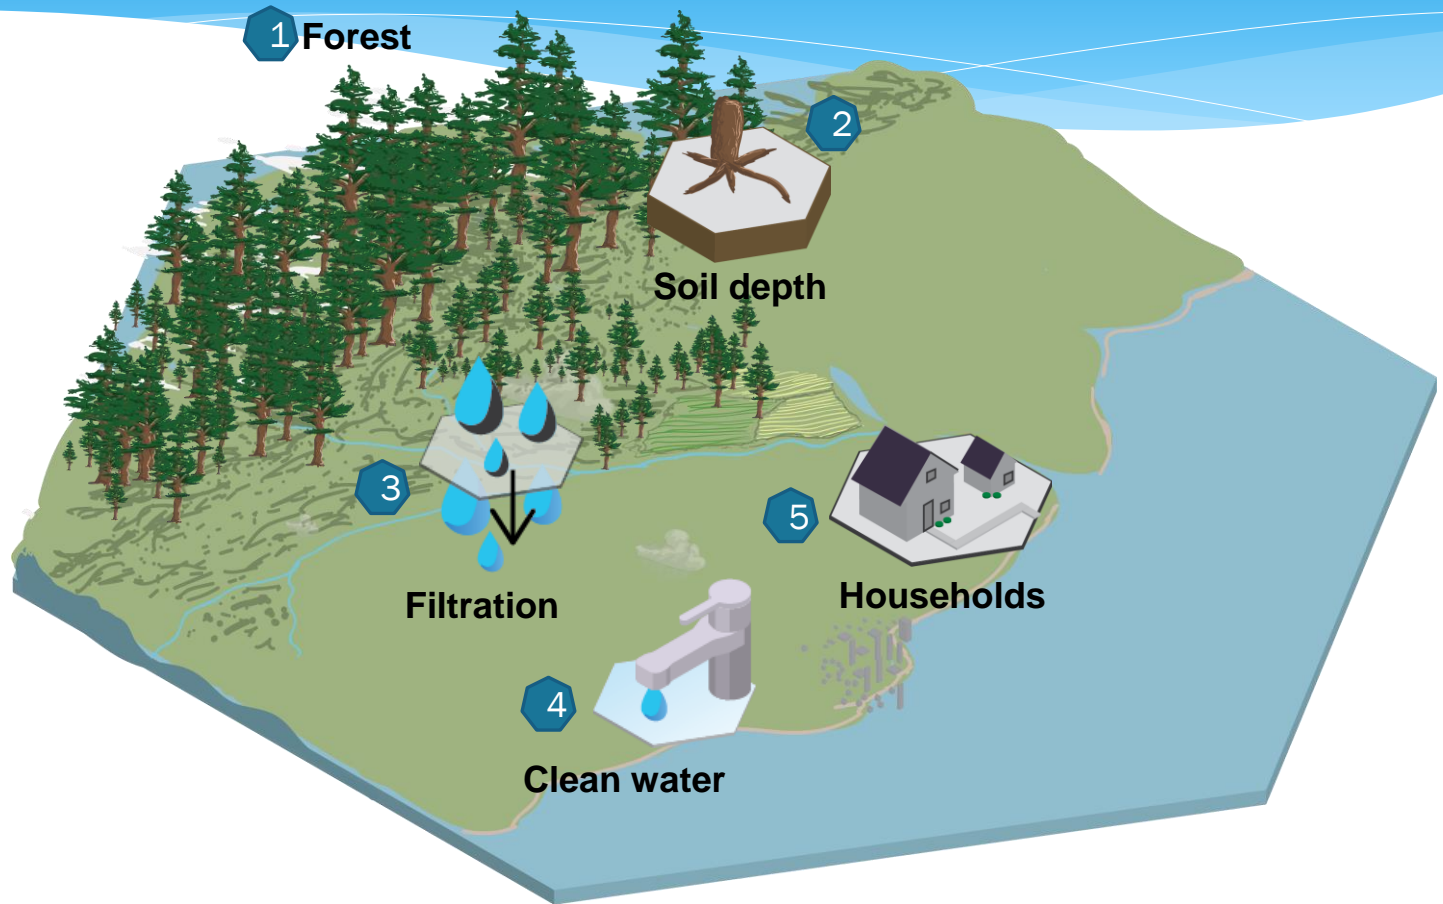 1 Forest
2
Soil depth
3
Filtration
5
Households
4
Clean water